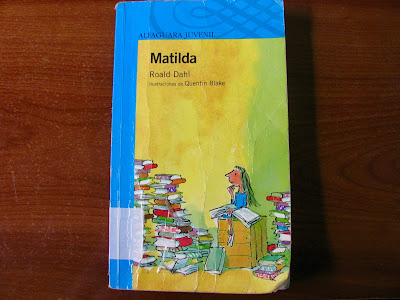 ALFAGUARA JUVENIL
Matilda
Roald Dahl
Ilustraciones de Quentin Blake